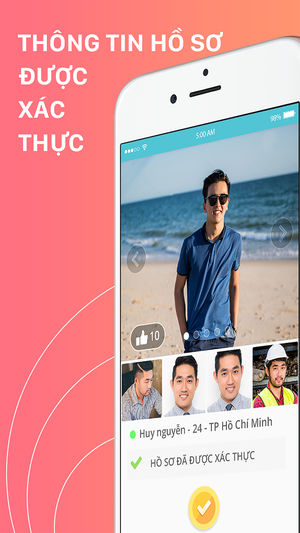 THÔNG TIN HỒ SƠ
ĐƯỢC
XÁC
THỰC
5:00 AM
98%
10
Huy nguyễn - 24 - TP Hồ Chí Minh
HỒ SƠ ĐÃ ĐƯỢC XÁC THỰC